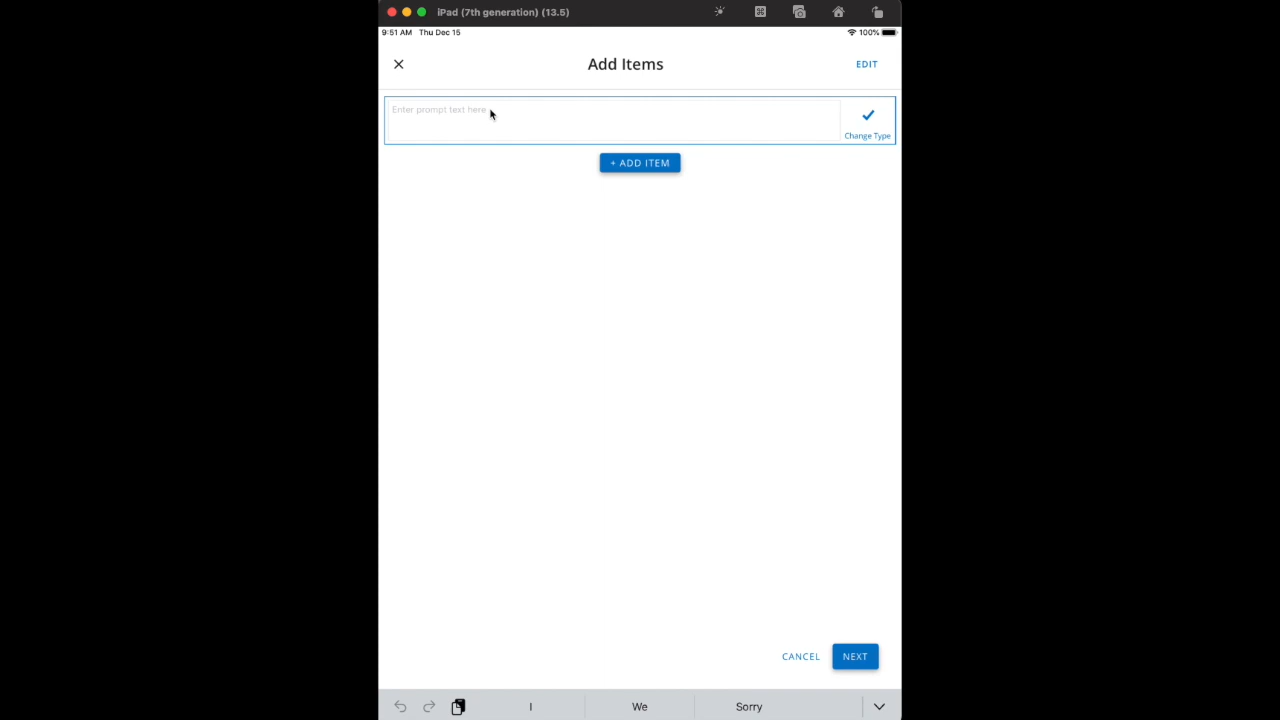 iPad (7th generation) (13.5)
9:51 AM Thu Dec 15
100%
Add Items
EDIT
Enter prompt text here
Change Type
+ ADD ITEM
CANCEL
NEXT
I
We
Sorry